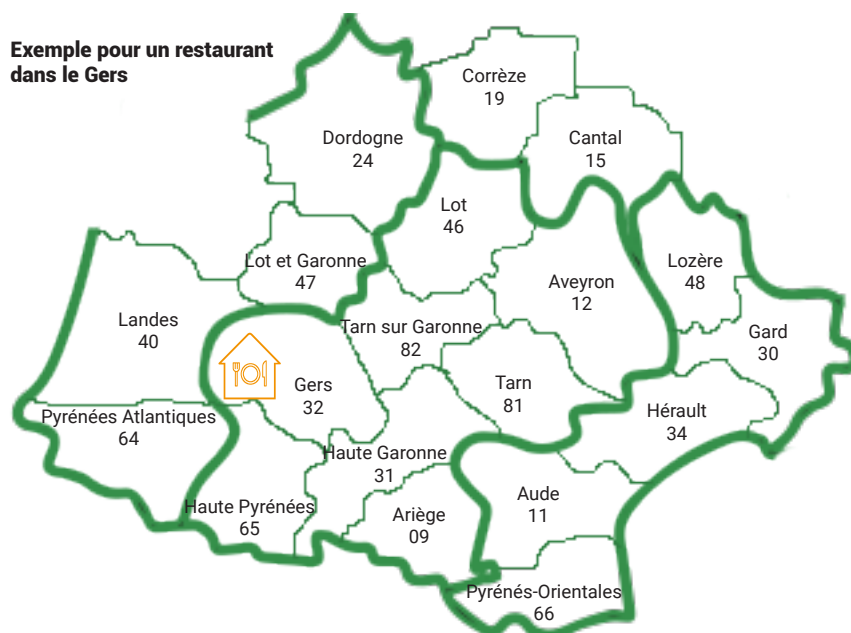 Exemple pour un restaurant
dans le Gers
Corrèze
19
Dordogne
24
Cantal
15
Lot
46
Lot et Garonne
47
Aveyron
12
Lozère
48
Landes
40
Tarn sur Garonne
82
Gard
30
Gers
32
Tarn
81
Pyrénées Atlantiques
64
Hérault
34
Haute Garonne
31
Haute Pyrénées
65
Ariège
09
Aude
11
Pyrénés-Orientales
66